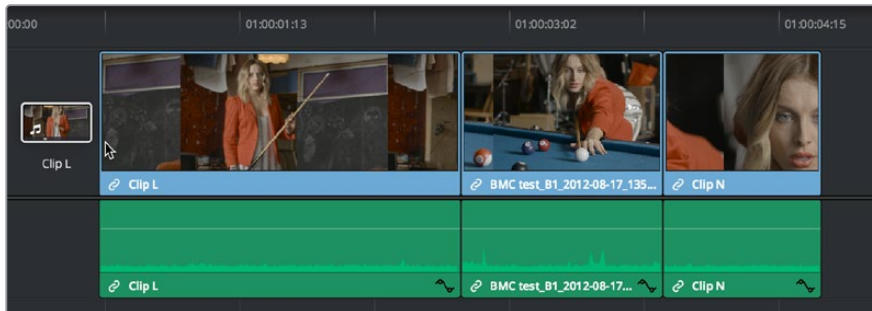 00:00
01:00:01:13
01:00:03:02
01:00:04:15
Clip L
Clip L
BMC test_B1_2012-08-17_135...
Clip N
Clip L
BMC test_B1_2012-08-17...
Clip N